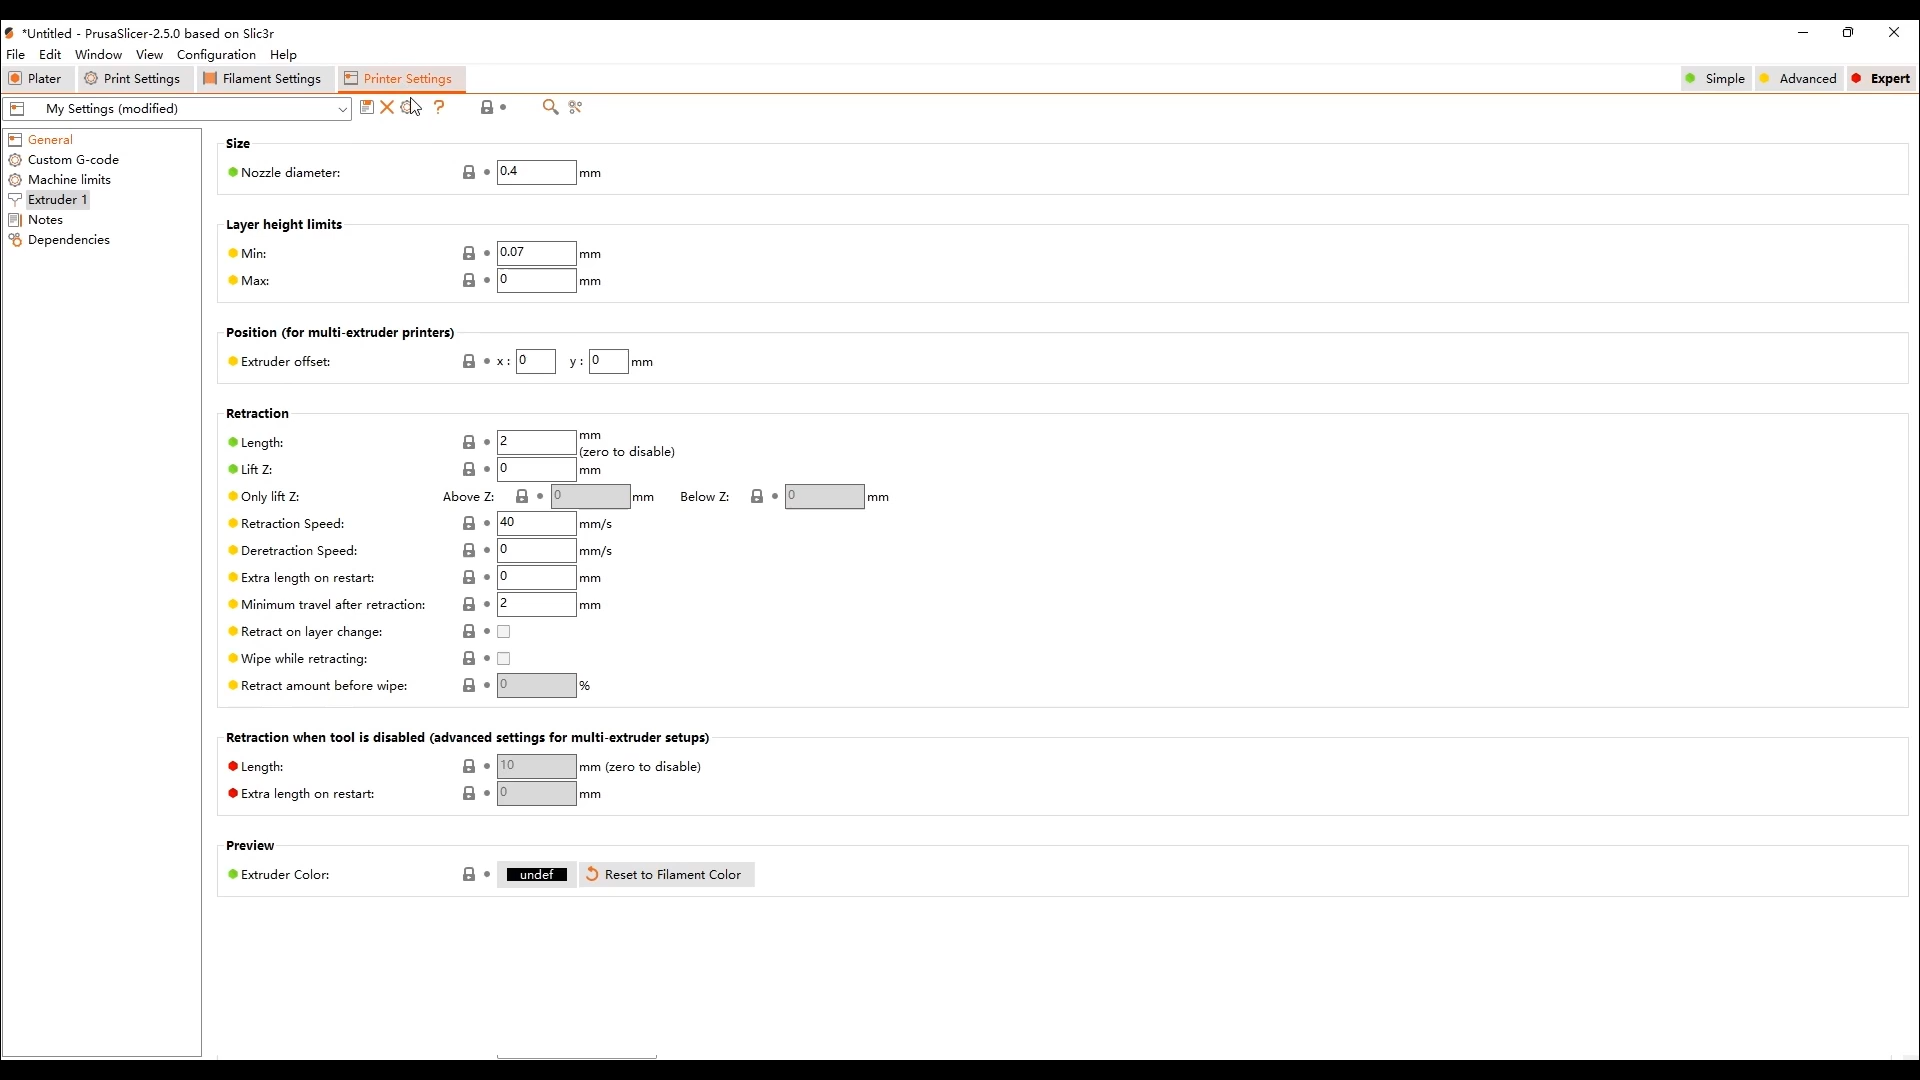 *Untitled - PrusaSlicer-2.5.0 based on Slic3r
File Edit Window View Configuration Help
Plater Print Settings Filament Settings Printer Settings Simple Advanced Expert
My Settings (modified)
General
Custom G-code
Machine limits
Extruder 1
Notes
Dependencies
Size
Nozzle diameter: 0.4 mm
Layer height limits
Min: 0.07 mm
Max: 0 mm
Position (for multi-extruder printers)
Extruder offset: x: 0 y: 0 mm
Retraction
Length: 2 mm
(zero to disable)
Lift Z: 0 mm
Only lift Z: Above Z: 0 mm Below Z: 0 mm
Retraction Speed: 40 mm/s
Deretraction Speed: 0 mm/s
Extra length on restart: 0 mm
Minimum travel after retraction: 2 mm
Retract on layer change:
Wipe while retracting:
Retract amount before wipe: 0 %
Retraction when tool is disabled (advanced settings for multi-extruder setups)
Length: 10 mm (zero to disable)
Extra length on restart: 0 mm
Preview
Extruder Color: undef Reset to Filament Color